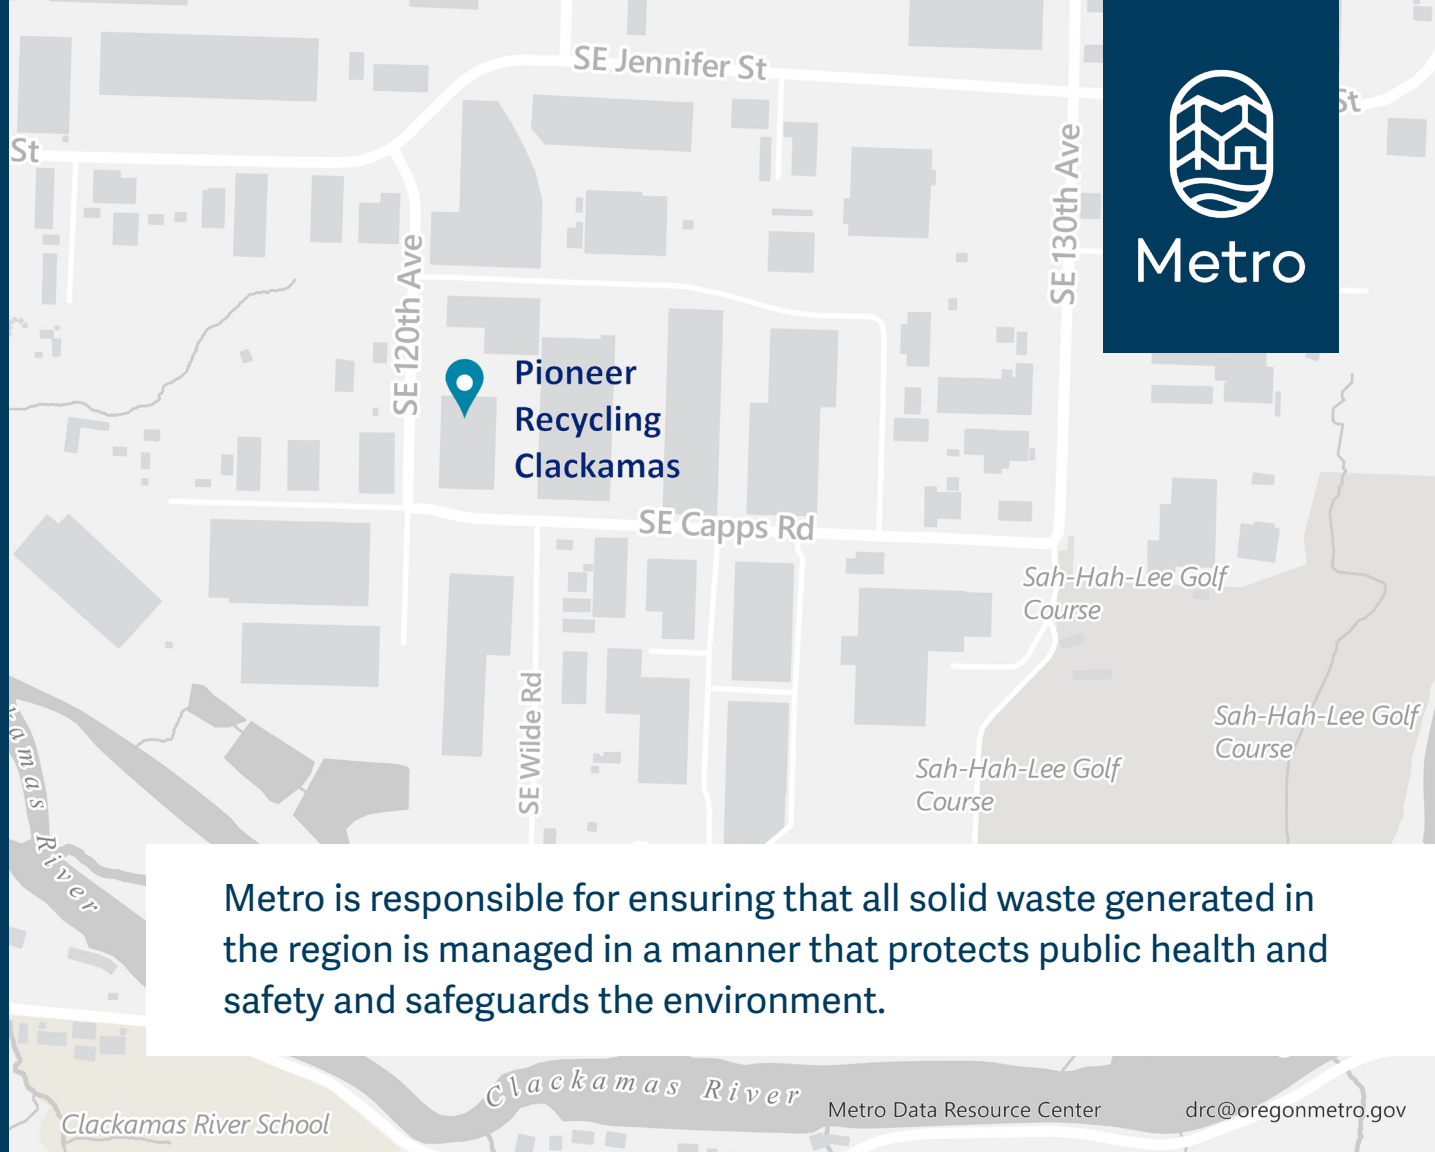 SE Jennifer St
St
St
SE 130th Ave
Metro
SE 120th Ave
Pioneer
Recycling
Clackamas
SE Capps Rd
Sah-Hah-Lee Golf
Course
SE Wilde Rd
Sah-Hah-Lee Golf
Course
Sah-Hah-Lee Golf
Course
kamas River
Metro is responsible for ensuring that all solid waste generated in
the region is managed in a manner that protects public health and
safety and safeguards the environment.
Clackamas River
Metro Data Resource Center
drc@oregonmetro.gov
Clackamas River School